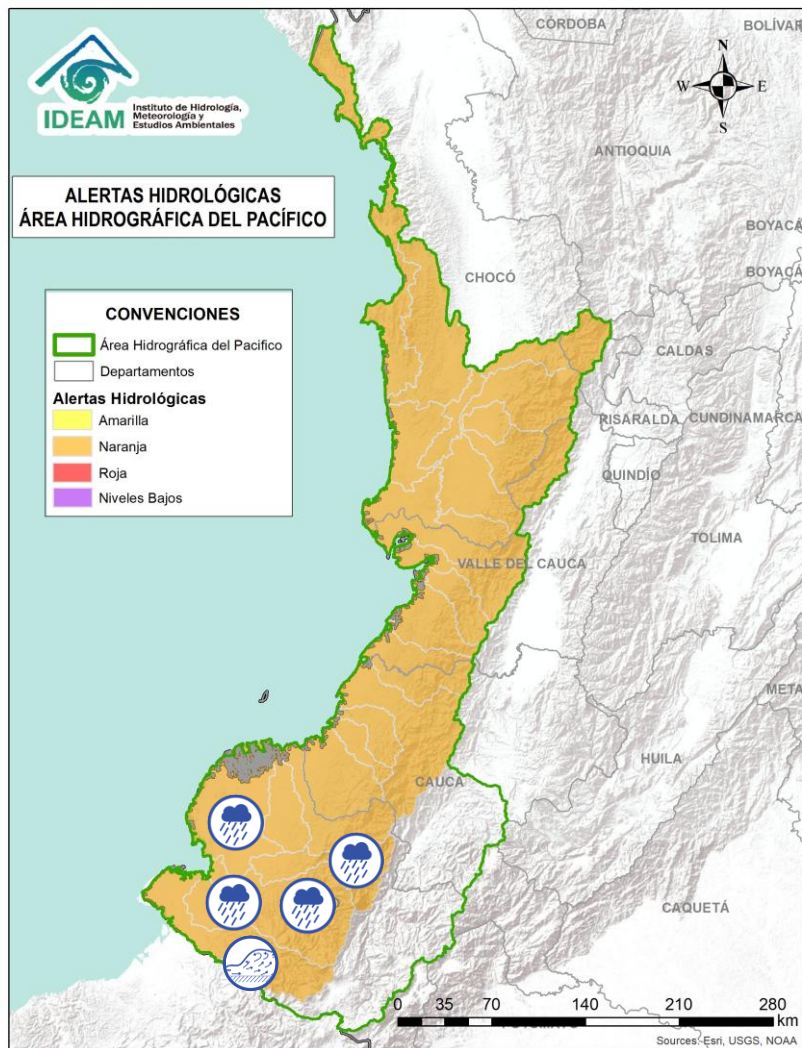 CÓRDOBA
BOLÍVAR
N
W
E
S
IDEAM
Instituto de Hidrología,
Meteorología y
Estudios Ambientales
ANTIOQUIA
ALERTAS HIDROLÓGICAS
ÁREA HIDROGRÁFICA DEL PACÍFICO
BOYACÁ
BOYACÁ
CHOCÓ
CONVENCIONES
Área Hidrográfica del Pacifico
Departamentos
Alertas Hidrológicas
Amarilla
Naranja
Roja
Niveles Bajos
CALDAS
RISARALDA
CUNDINAMARCA
QUINDÍO
TOLIMA
VALLE DEL CAUCA
META
HUILA
CAUCA
CAQUETÁ
0 35 70 140 210 280
km
Sources: Esri, USGS, NOAA